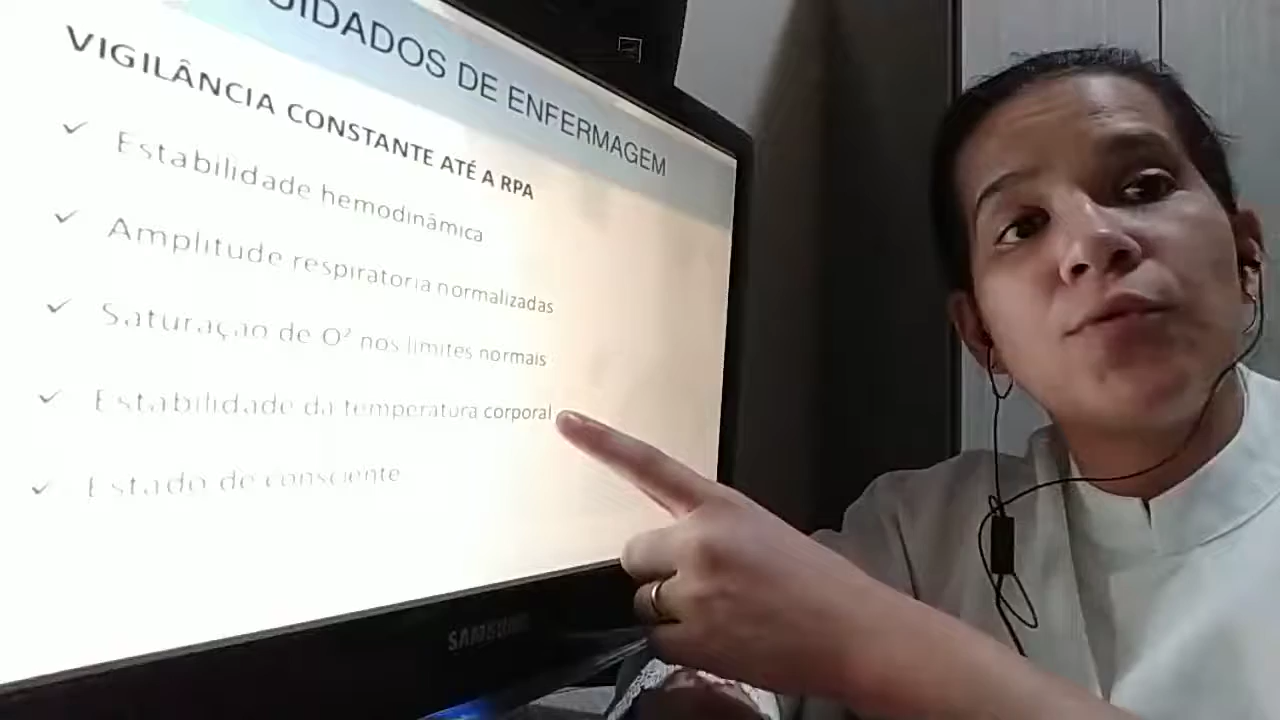 UIDADOS DE ENFERMAGEM
VIGILÂNCIA CONSTANTE ATÉ A RPA
✓ Estabilidade hemodinâmica
✓ Amplitude respiratoria normalizadas
✓ Saturação de O² nos limites normais
✓ Estabilidade da temperatura corporal
✓ Estado de consciente
SAMSUNG